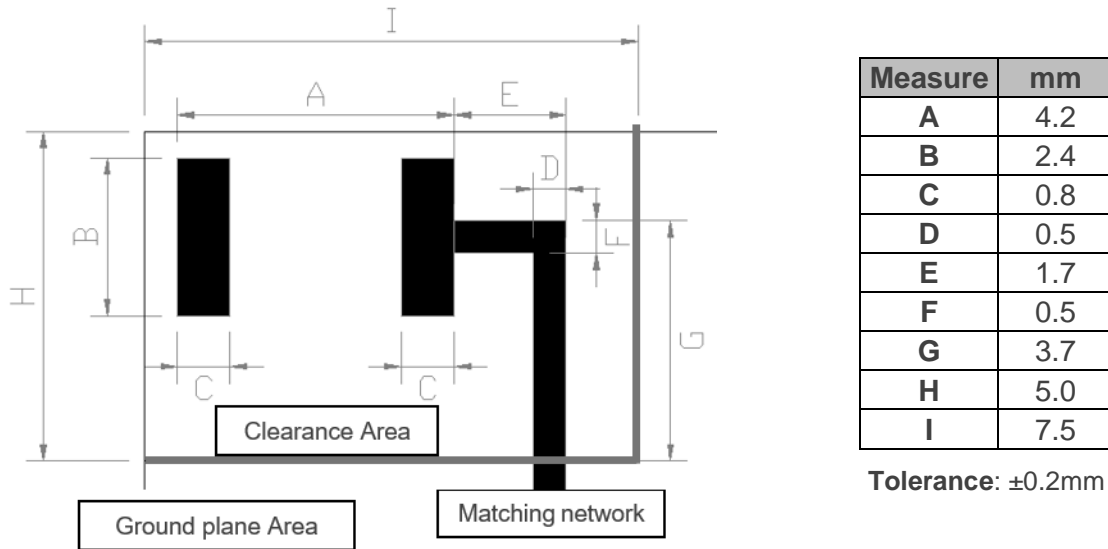 I
A
E
D
B
F
H
G
C
C
Clearance Area
Ground plane Area
Matching network
Measure mm
A 4.2
B 2.4
C 0.8
D 0.5
E 1.7
F 0.5
G 3.7
H 5.0
I 7.5
Tolerance: ±0.2mm